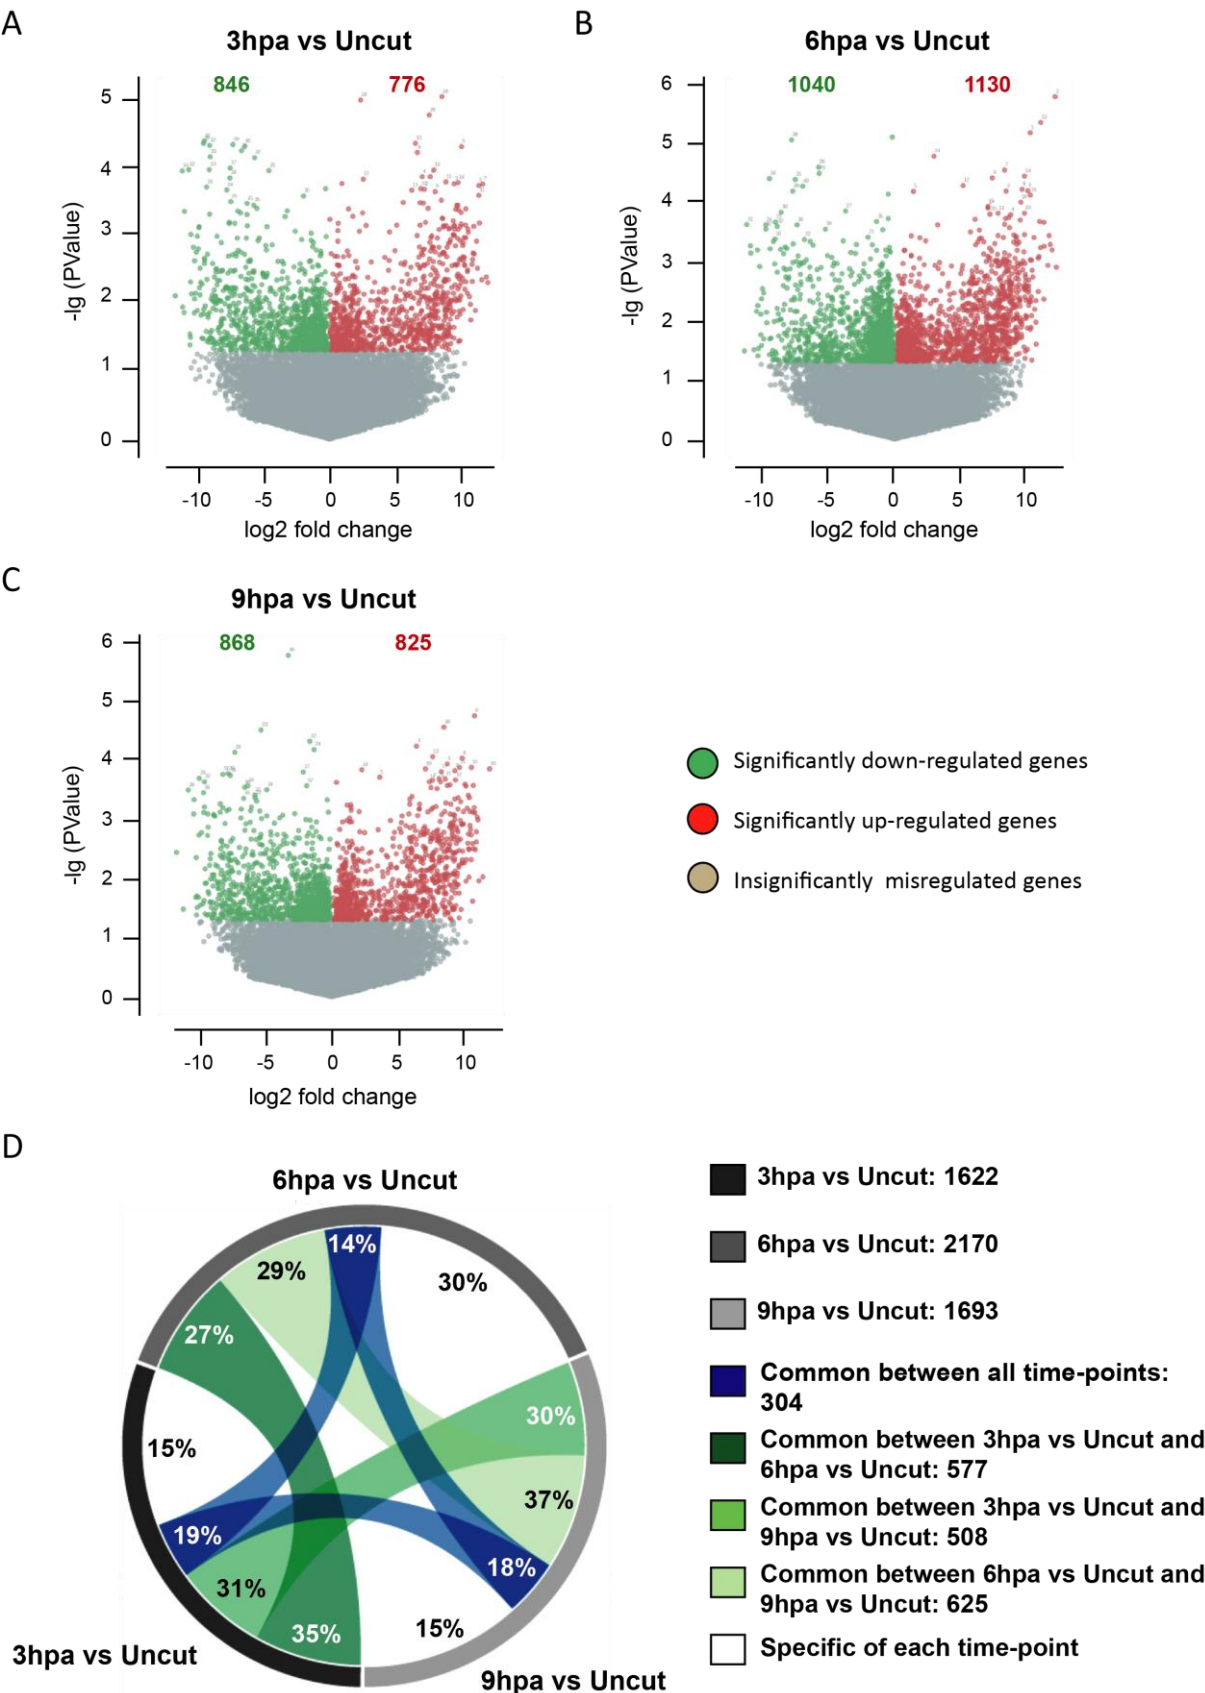 A
3hpa vs Uncut
846 776
5
4
3
2
1
0
-lg (PValue)
-10 -5 0 5 10
log2 fold change
B
6hpa vs Uncut
1040 1130
6
5
4
3
2
1
0
-lg (PValue)
-10 -5 0 5 10
log2 fold change
C
9hpa vs Uncut
868 825
6
5
4
3
2
1
0
-lg (PValue)
-10 -5 0 5 10
log2 fold change
Significantly down-regulated genes
Significantly up-regulated genes
Insignificantly misregulated genes
D
6hpa vs Uncut
14%
29%
30%
27%
30%
15%
37%
19%
18%
31%
15%
35%
3hpa vs Uncut
9hpa vs Uncut
3hpa vs Uncut: 1622
6hpa vs Uncut: 2170
9hpa vs Uncut: 1693
Common between all time-points:
304
Common between 3hpa vs Uncut and
6hpa vs Uncut: 577
Common between 3hpa vs Uncut and
9hpa vs Uncut: 508
Common between 6hpa vs Uncut and
9hpa vs Uncut: 625
Specific of each time-point